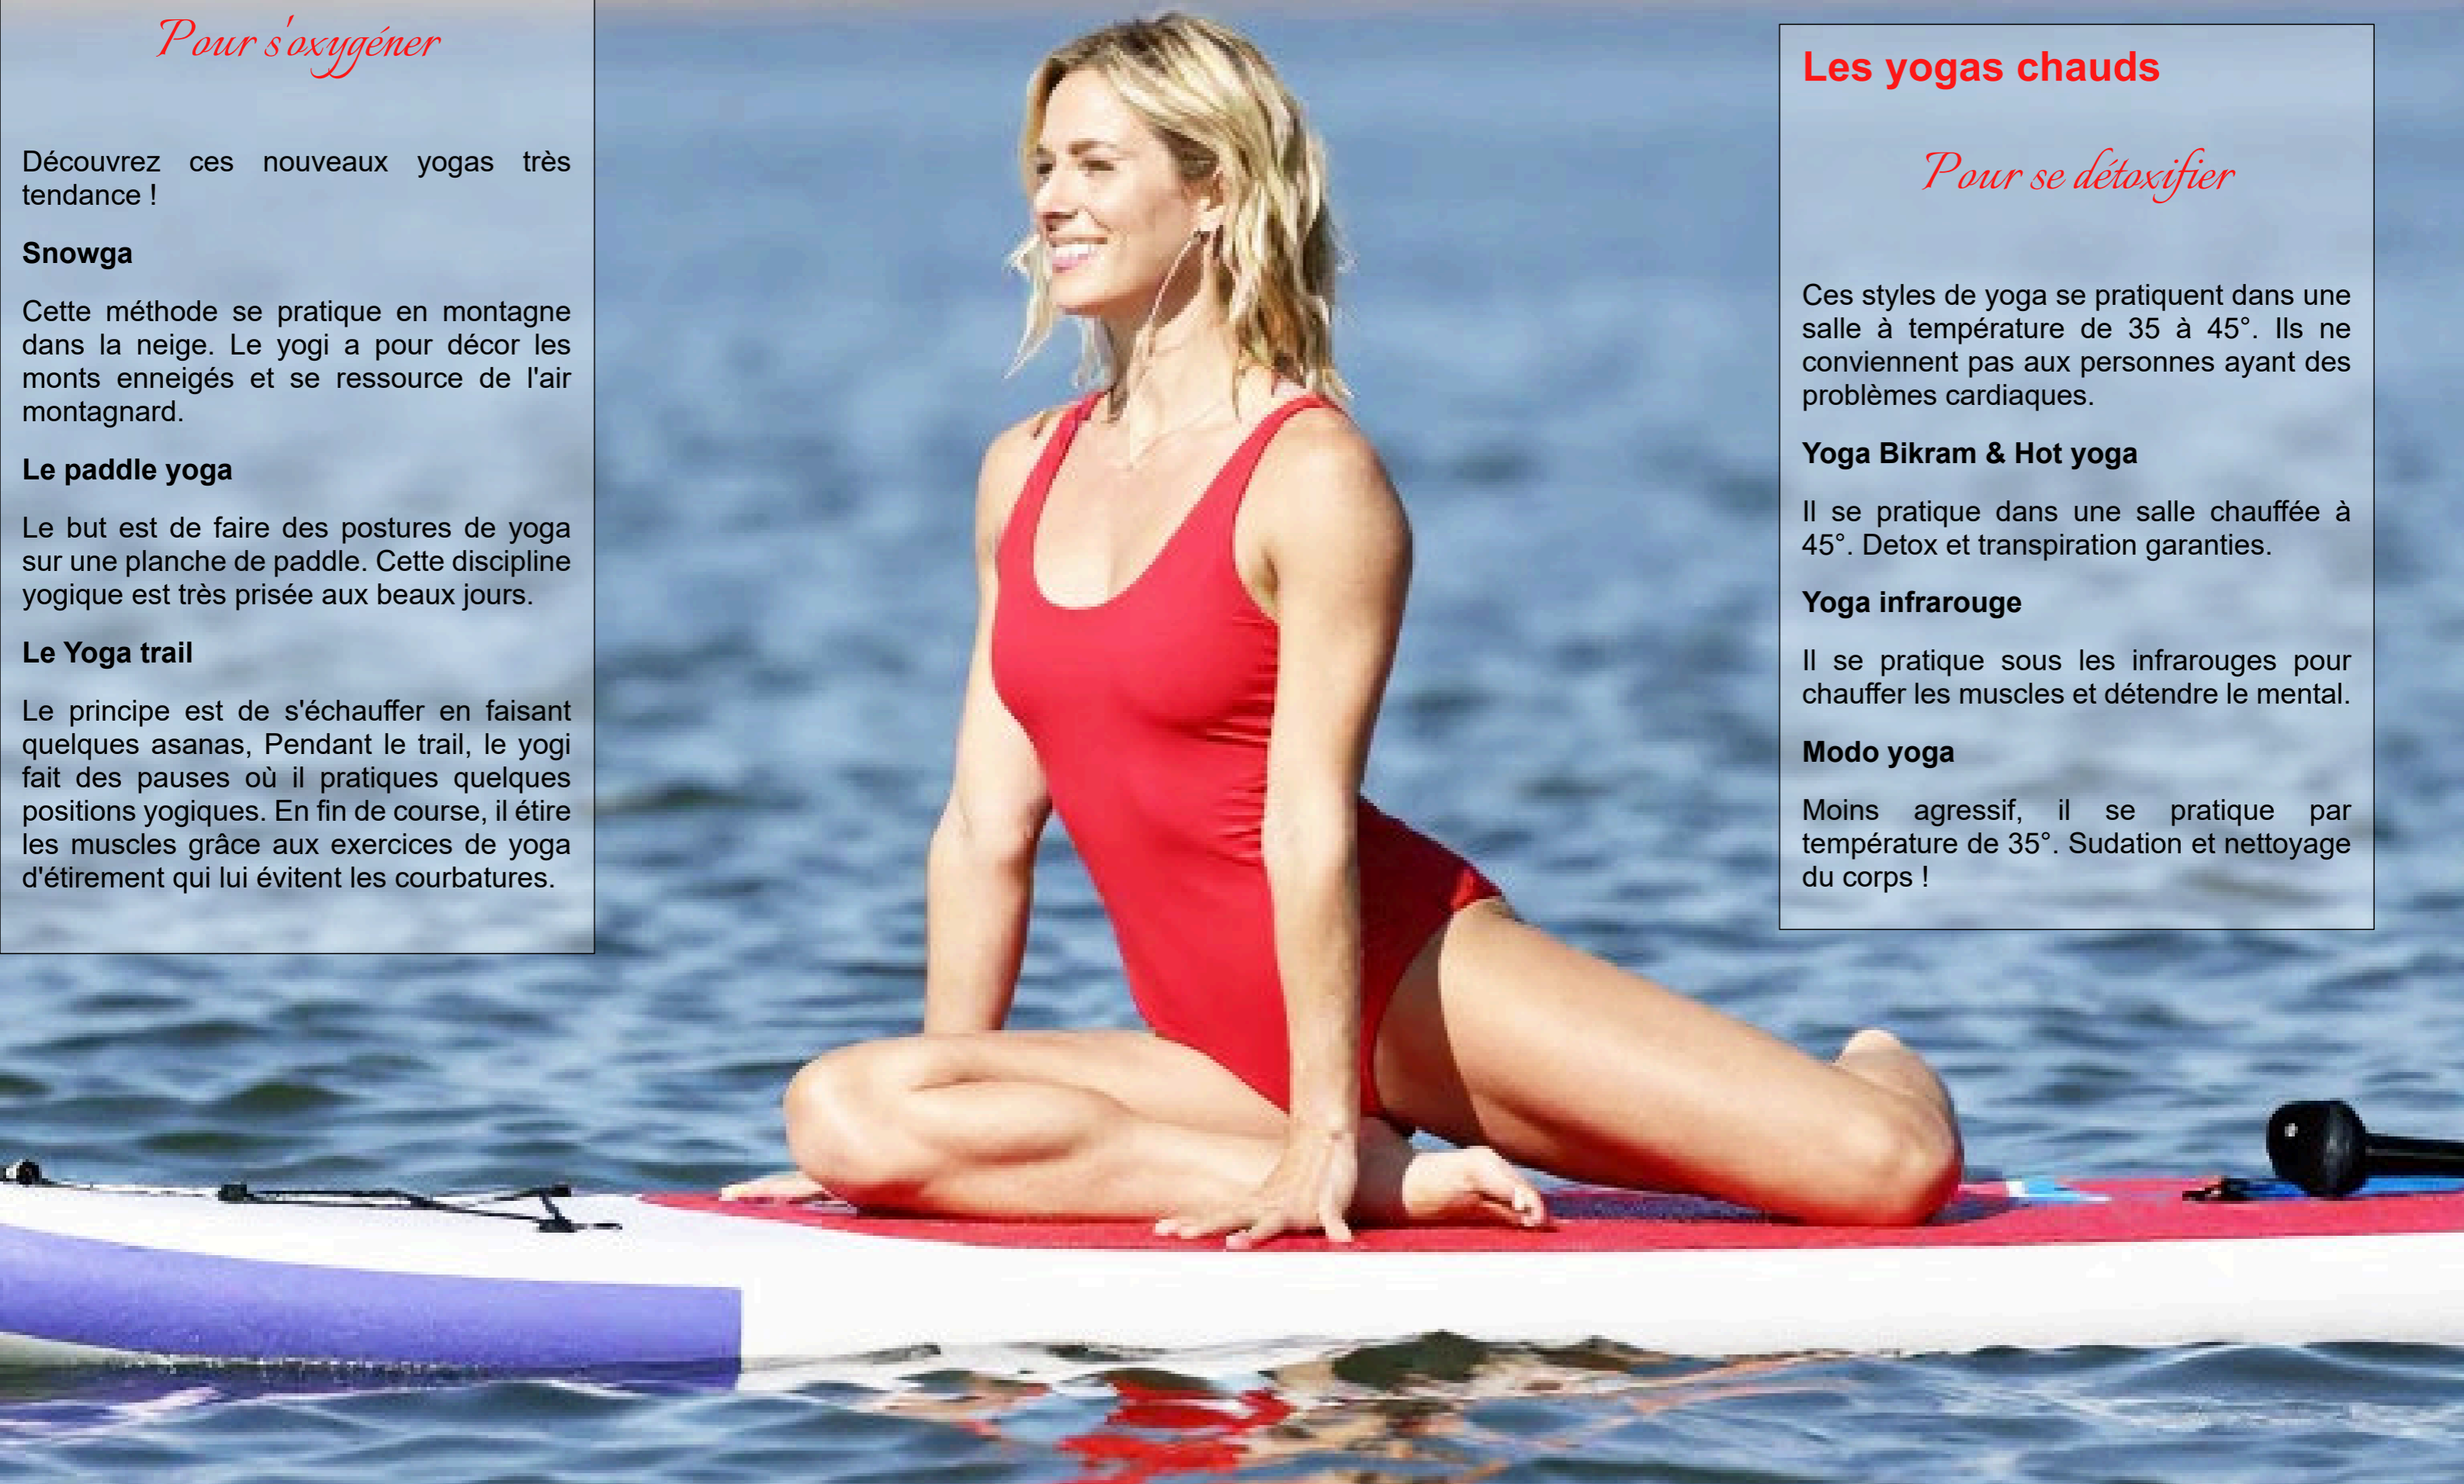 Pour s'oxygéner
Découvrez ces nouveaux yogas très
tendance !
Snowga
Cette méthode se pratique en montagne
dans la neige. Le yogi a pour décor les
monts enneigés et se ressource de l'air
montagnard.
Le paddle yoga
Le but est de faire des postures de yoga
sur une planche de paddle. Cette discipline
yogique est très prisée aux beaux jours.
Le Yoga trail
Le principe est de s'échauffer en faisant
quelques asanas, Pendant le trail, le yogi
fait des pauses où il pratiques quelques
positions yogiques. En fin de course, il étire
les muscles grâce aux exercices de yoga
d'étirement qui lui évitent les courbatures.
Les yogas chauds
Pour se détoxifier
Ces styles de yoga se pratiquent dans une
salle à température de 35 à 45°. Ils ne
conviennent pas aux personnes ayant des
problèmes cardiaques.
Yoga Bikram & Hot yoga
Il se pratique dans une salle chauffée à
45°. Detox et transpiration garanties.
Yoga infrarouge
Il se pratique sous les infrarouges pour
chauffer les muscles et détendre le mental.
Modo yoga
Moins agressif, il se pratique par
température de 35°. Sudation et nettoyage
du corps !